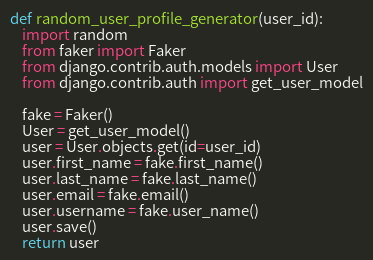 def random_user_profile_generator(user_id):
import random
from faker import Faker
from django.contrib.auth.models import User
from django.contrib.auth import get_user_model
fake = Faker()
User = get_user_model()
user = User.objects.get(id=user_id)
user.first_name = fake.first_name()
user.last_name = fake.last_name()
user.email = fake.email()
user.username = fake.user_name()
user.save()
return user